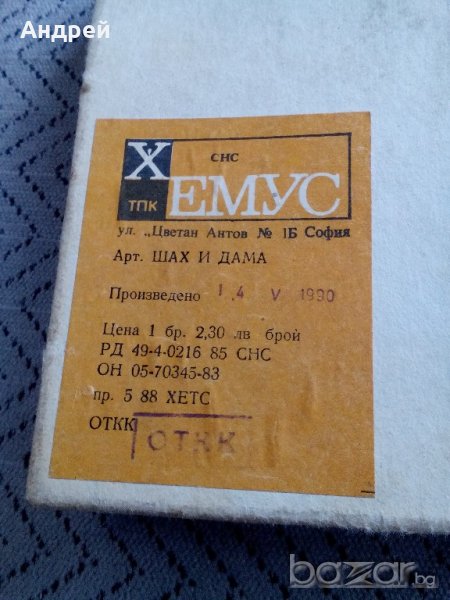 Андрей
Х СНС
ТПК ЕМУС
ул. „Цветан Антов № 1Б София
Арт. ШАХ И ДАМА
Произведено 1 4 V 1990
Цена 1 бр. 2,30 лв брой
РД 49-4-0216 85 СНС
ОН 05-70345-83
пр. 5 88 ХЕТС
ОТКК ОТКК
bazar.bg